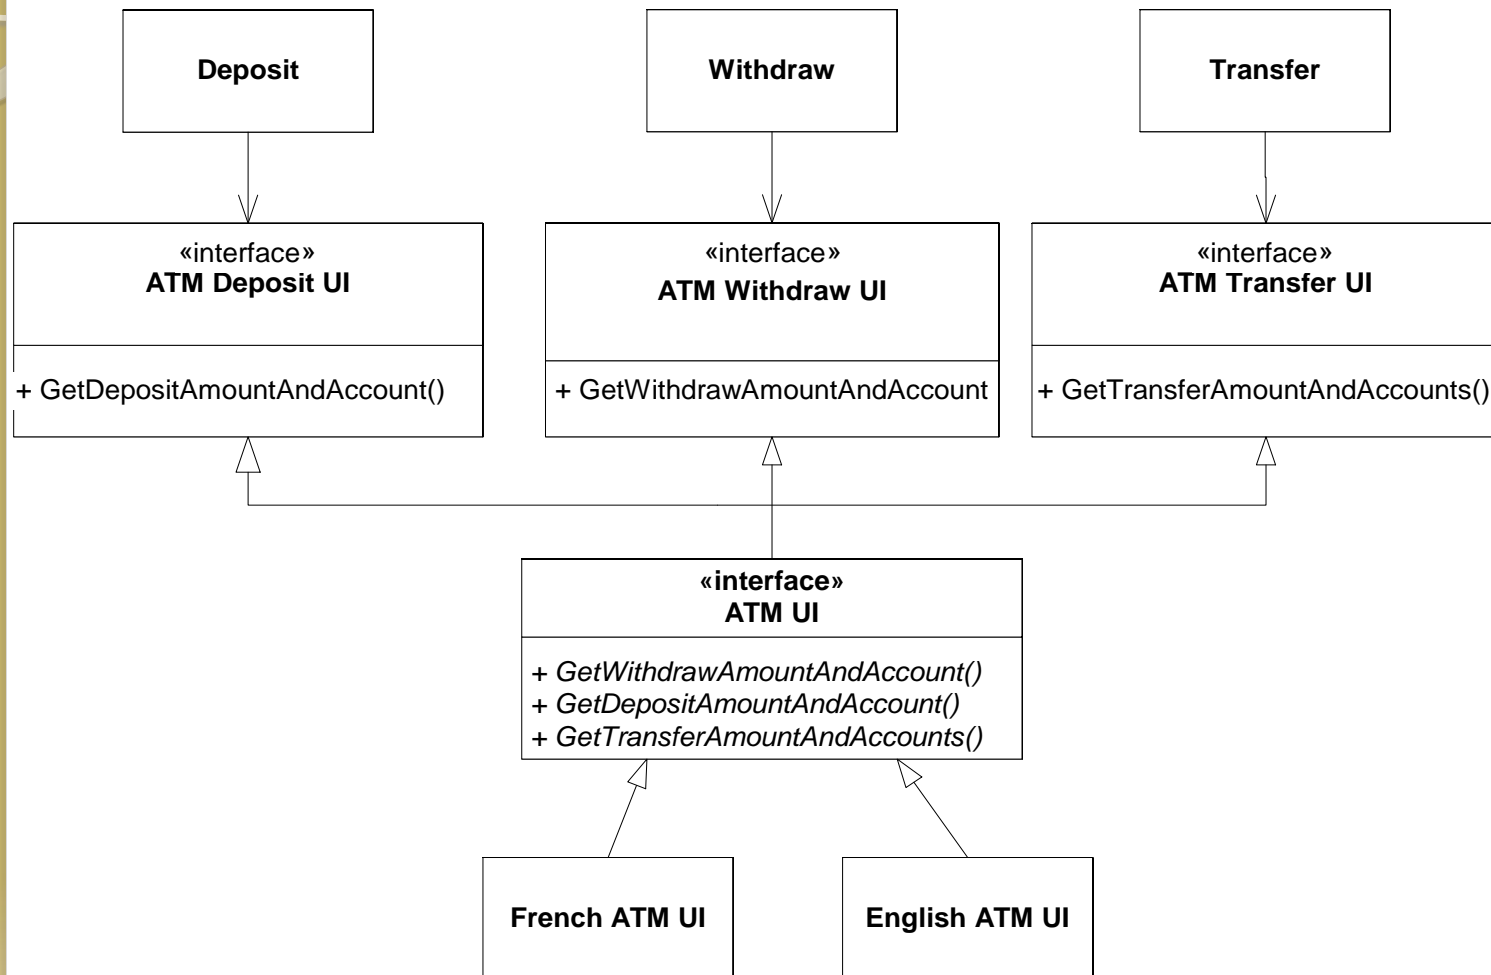 Deposit
Withdraw
Transfer
«interface»
ATM Deposit UI
+ GetDepositAmountAndAccount()
«interface»
ATM Withdraw UI
+ GetWithdrawAmountAndAccount
«interface»
ATM Transfer UI
+ GetTransferAmountAndAccounts()
«interface»
ATM UI
+ GetWithdrawAmountAndAccount()
+ GetDepositAmountAndAccount()
+ GetTransferAmountAndAccounts()
French ATM UI
English ATM UI